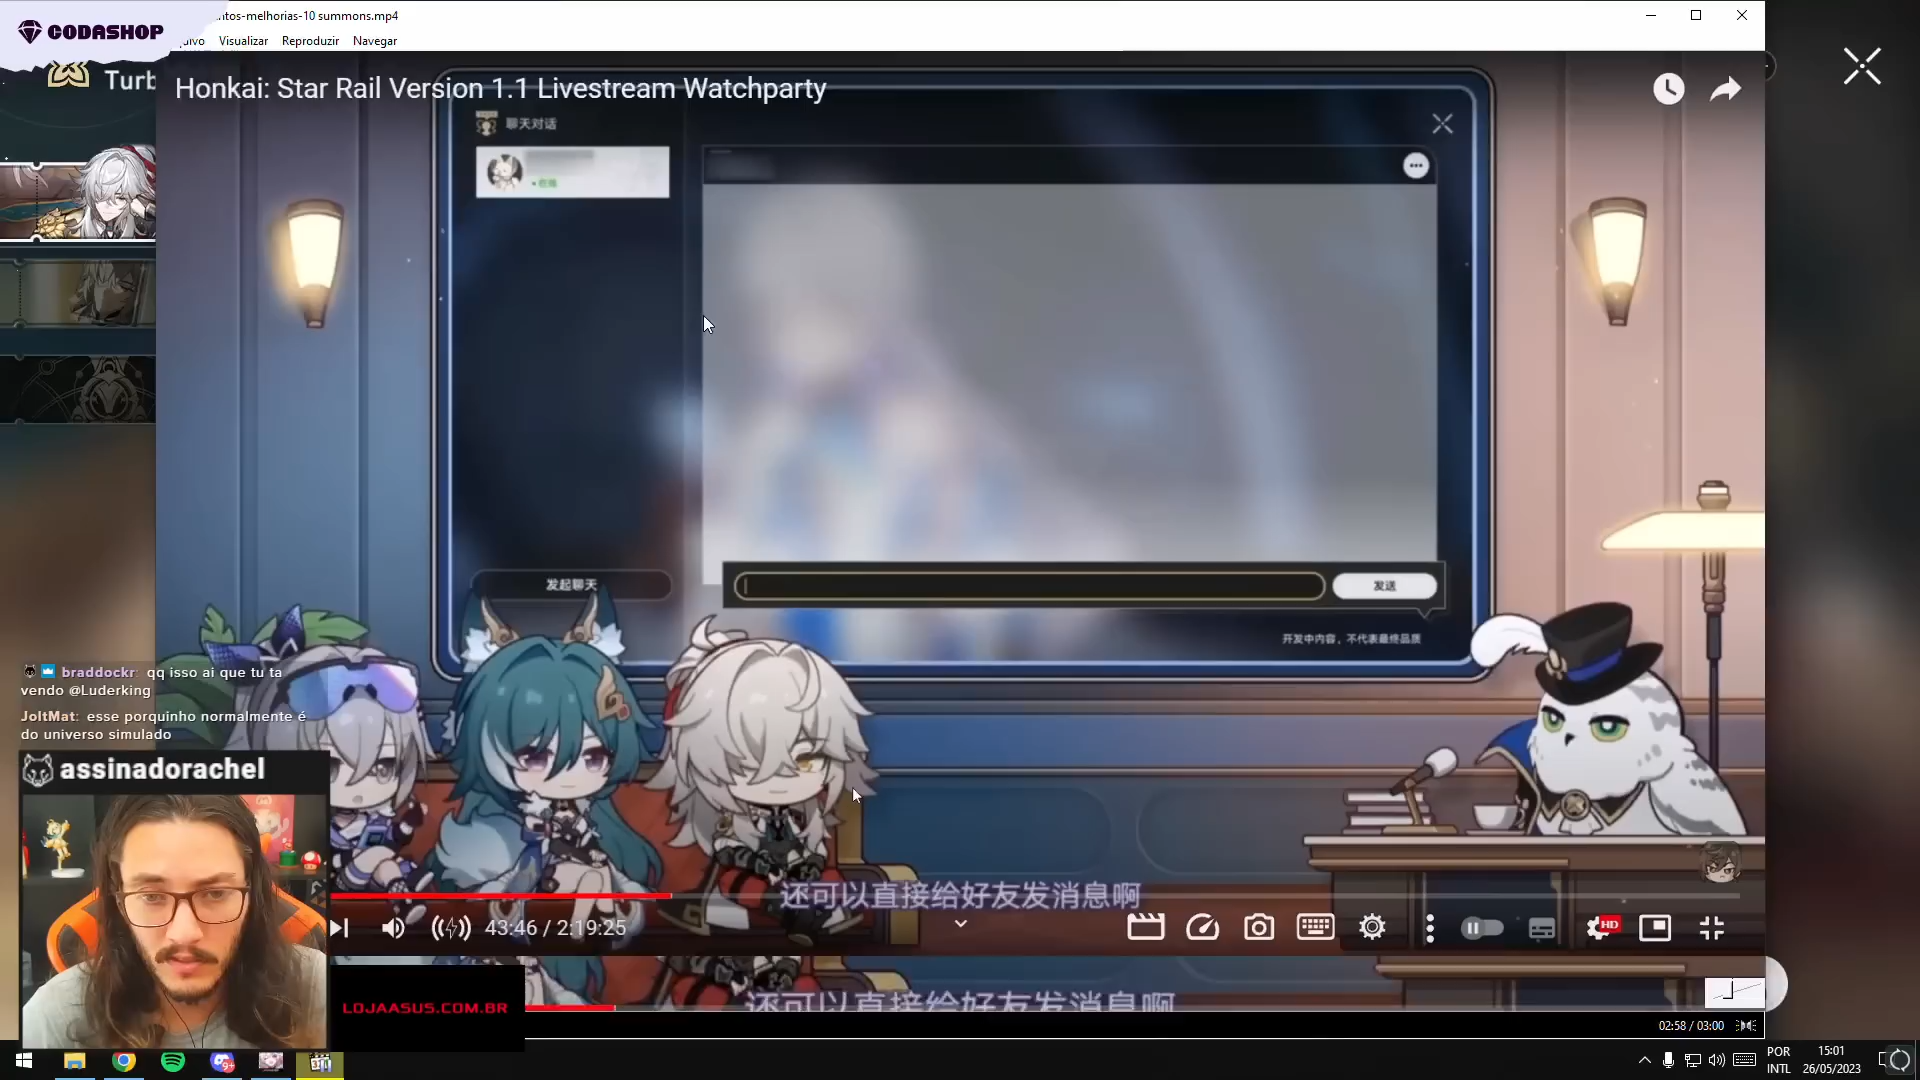 CODASHOP
ntos-melhorias-10 summons.mp4
uivo Visualizar Reproduzir Navegar
Turb
Honkai: Star Rail Version 1.1 Livestream Watchparty
聊天对话
发起聊天
发送
开发中内容，不代表最终品质
braddockr: qq isso ai que tu ta
vendo @Luderking
JoltMat: esse porquinho normalmente é
do universo simulado
assinadorachel
还可以直接给好友发消息啊
43:46 / 2:19:25
HD
还可以直接给好友发消息啊
LOJAASUS.COM.BR
02:58 / 03:00
9+
POR
INTL
15:01
26/05/2023